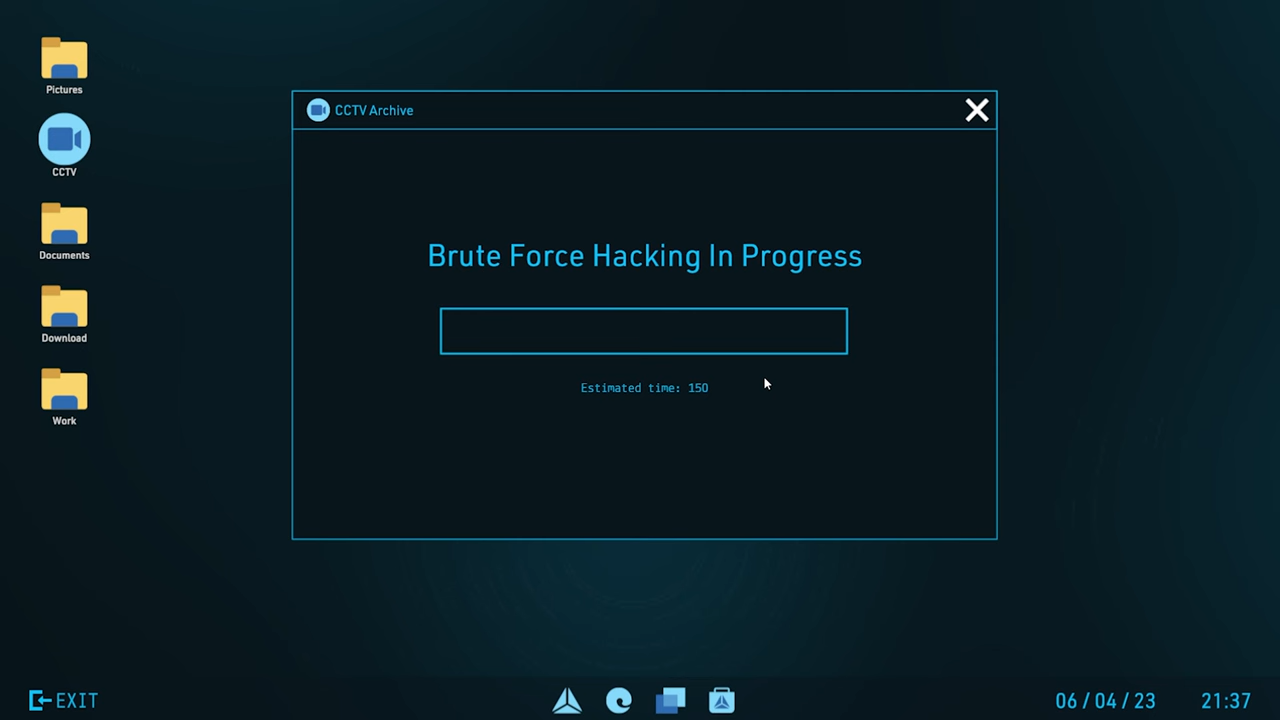 Pictures
CCTV
Documents
Download
Work
CCTV Archive
Brute Force Hacking In Progress
Estimated time: 150
EXIT
06 / 04 / 23
21:37